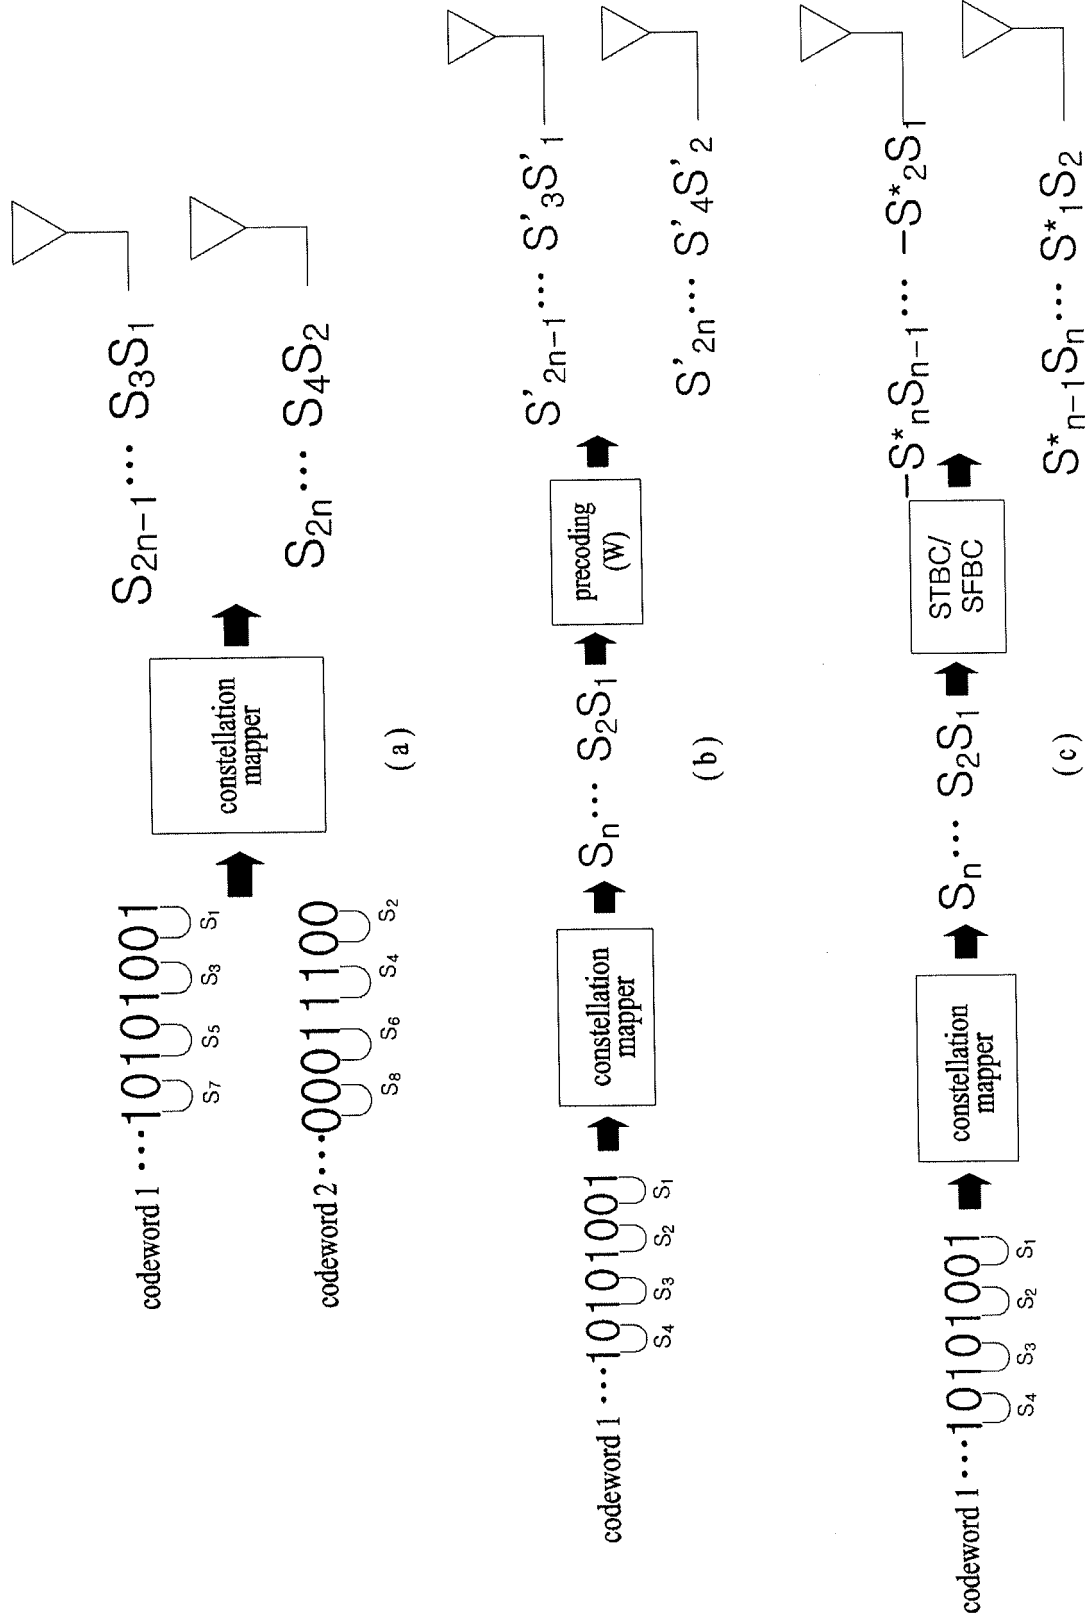 codeword 1 ··· 10101001
S7 S5 S3 S1
codeword 2 ···00011100
S8 S6 S4 S2
constellation
mapper
S2n-1 ··· S3S1
S2n ··· S4S2
(a)
codeword 1 ··· 10101001
S4 S3 S2 S1
constellation
mapper
Sn ··· S2S1
precoding
(W)
S'2n-1 ··· S'3S'1
S'2n ··· S'4S'2
(b)
codeword 1 ··· 10101001
S4 S3 S2 S1
constellation
mapper
Sn ··· S2S1
STBC/
SFBC
-S*nSn-1 ··· -S*2S1
S*n-1Sn ··· S*1S2
(c)